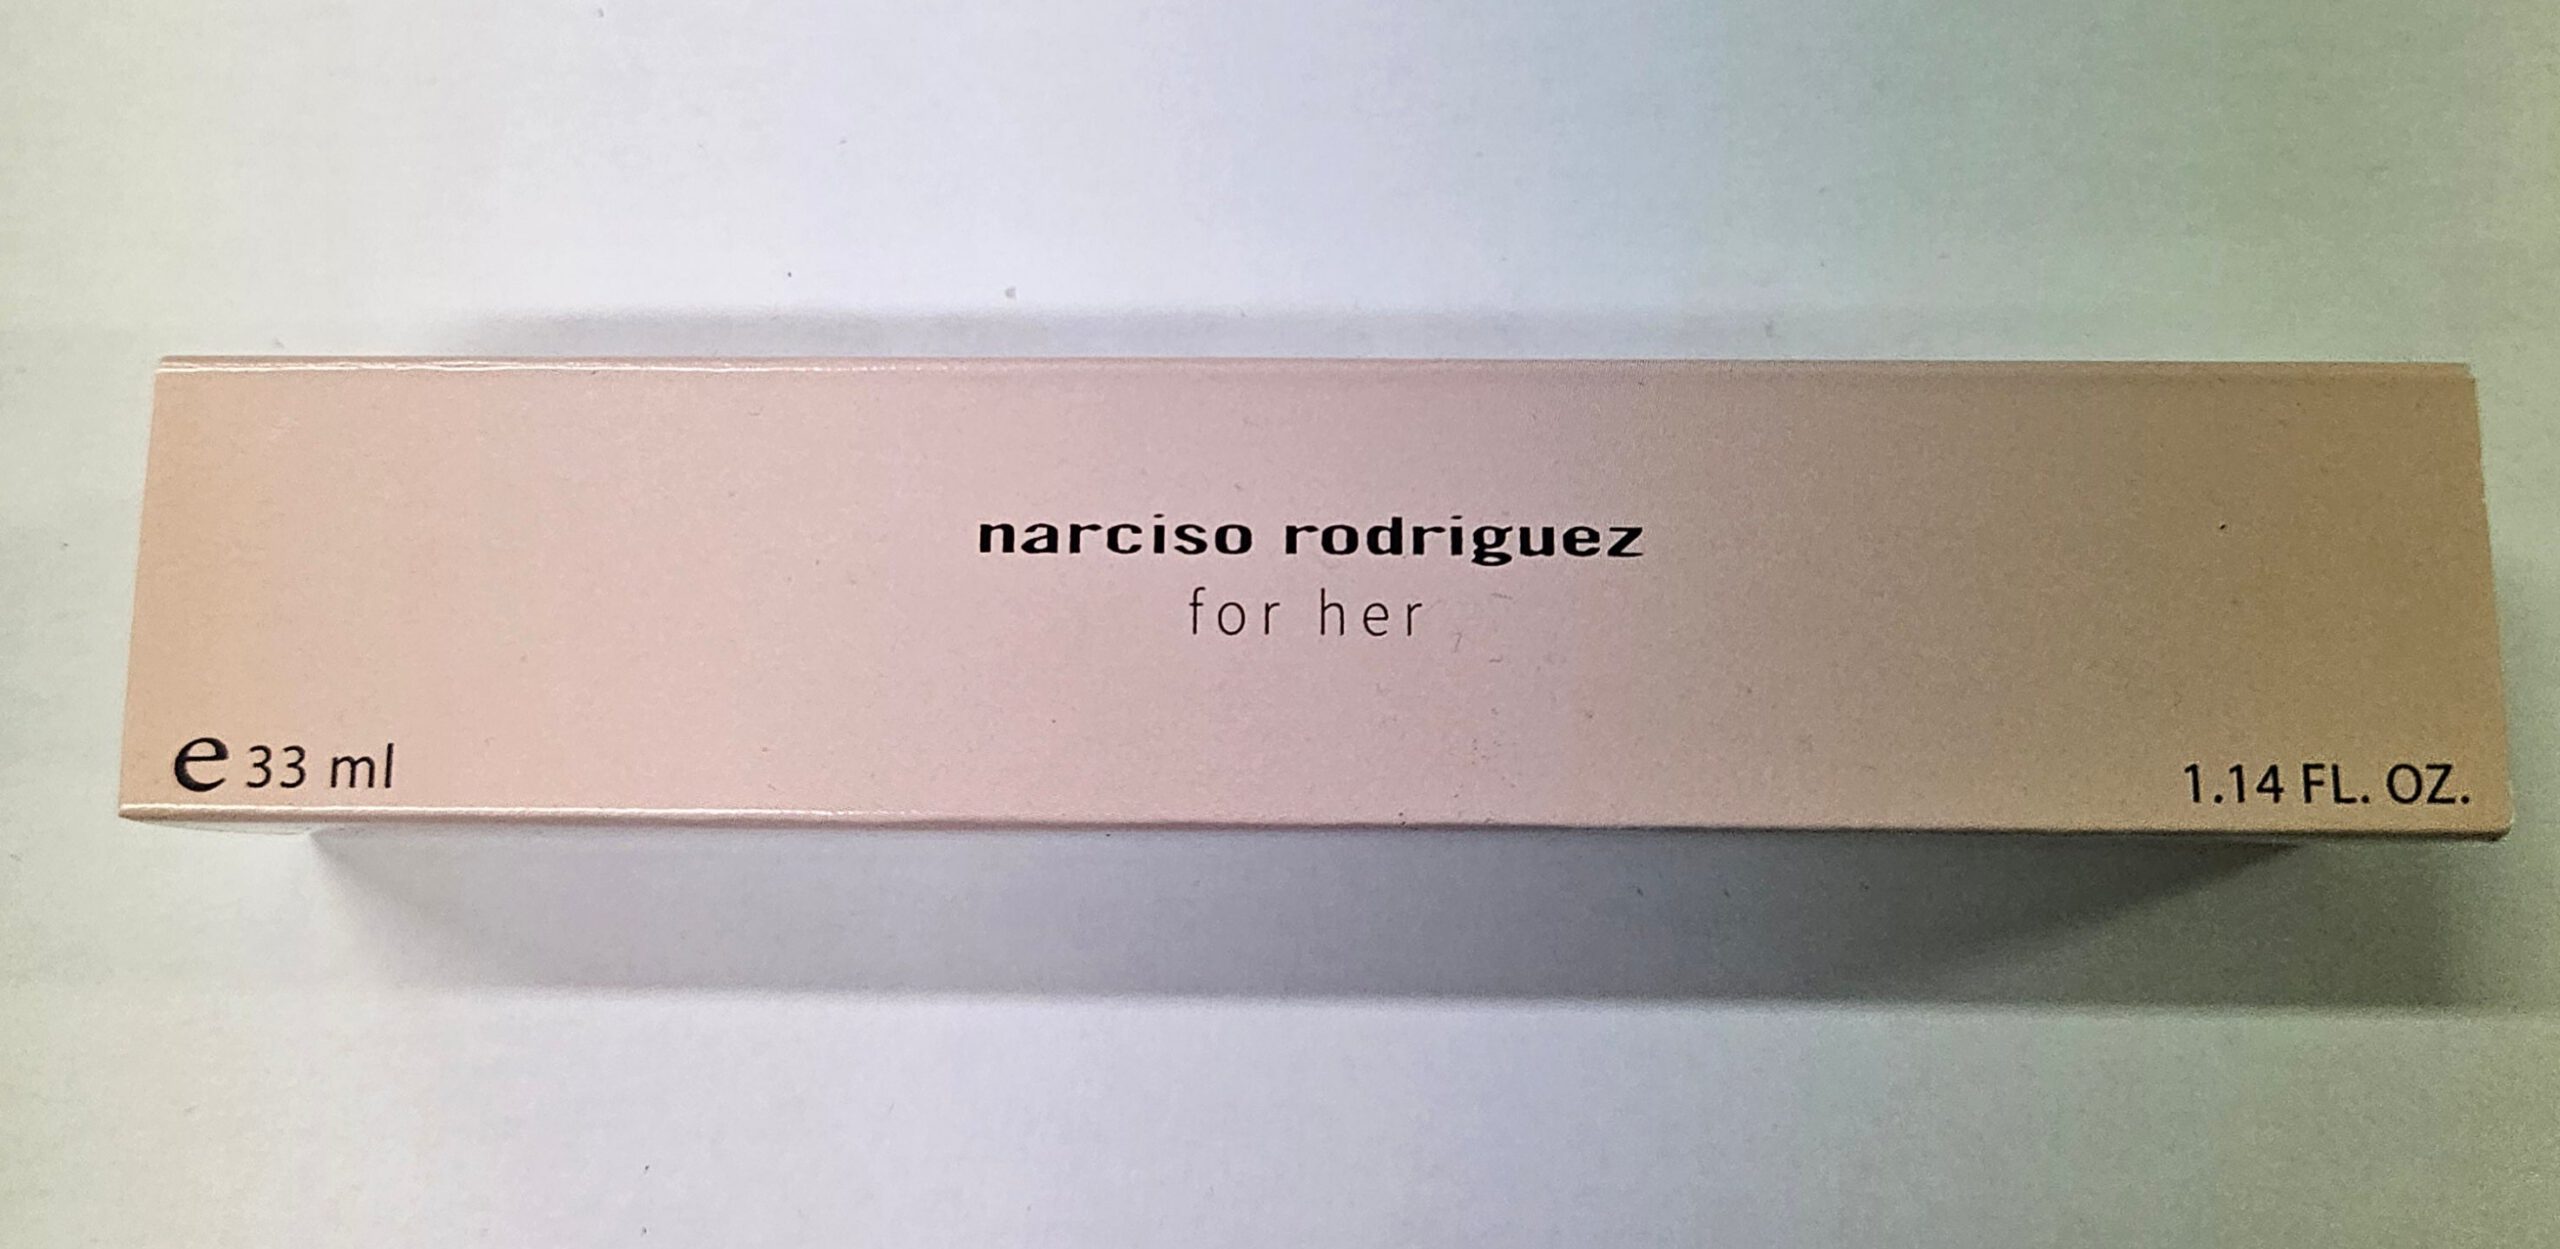 narciso rodriguez
for her
e 33 ml
1.14 FL. OZ.